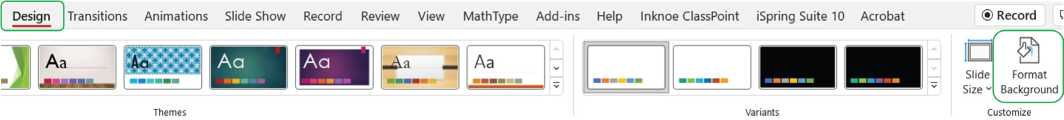 Design Transitions Animations Slide Show Record Review View MathType Add-ins Help Inknoe ClassPoint iSpring Suite 10 Acrobat Record
Aa Aa Aa Aa Aa Aa
Slide Size
Format Background
Themes Variants Customize